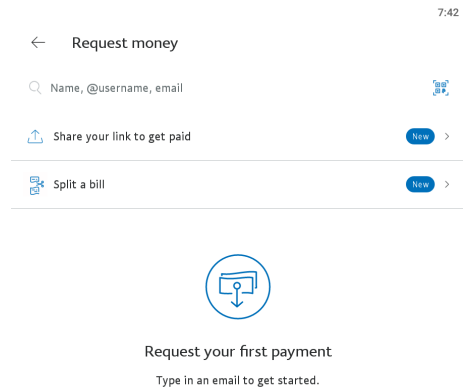 7:42
Request money
Name, @username, email
Share your link to get paid New
Split a bill New
Request your first payment
Type in an email to get started.